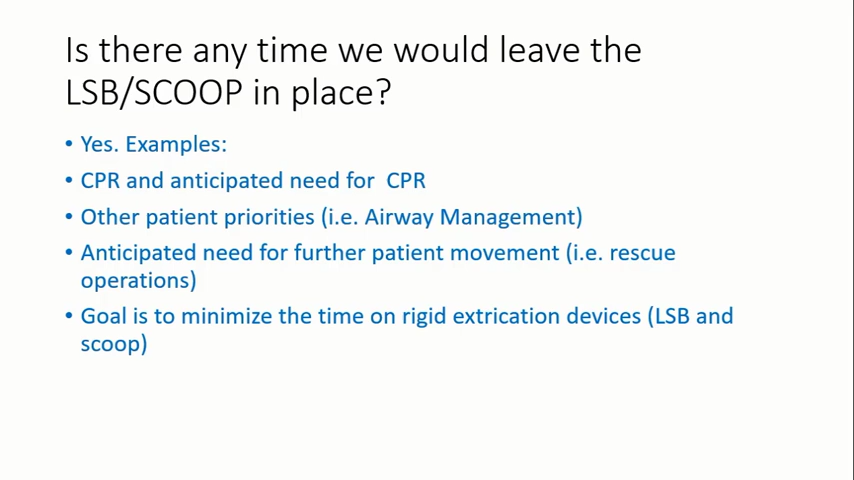 Is there any time we would leave the
LSB/SCOOP in place?
• Yes. Examples:
• CPR and anticipated need for  CPR
• Other patient priorities (i.e. Airway Management)
• Anticipated need for further patient movement (i.e. rescue
operations)
• Goal is to minimize the time on rigid extrication devices (LSB and
scoop)